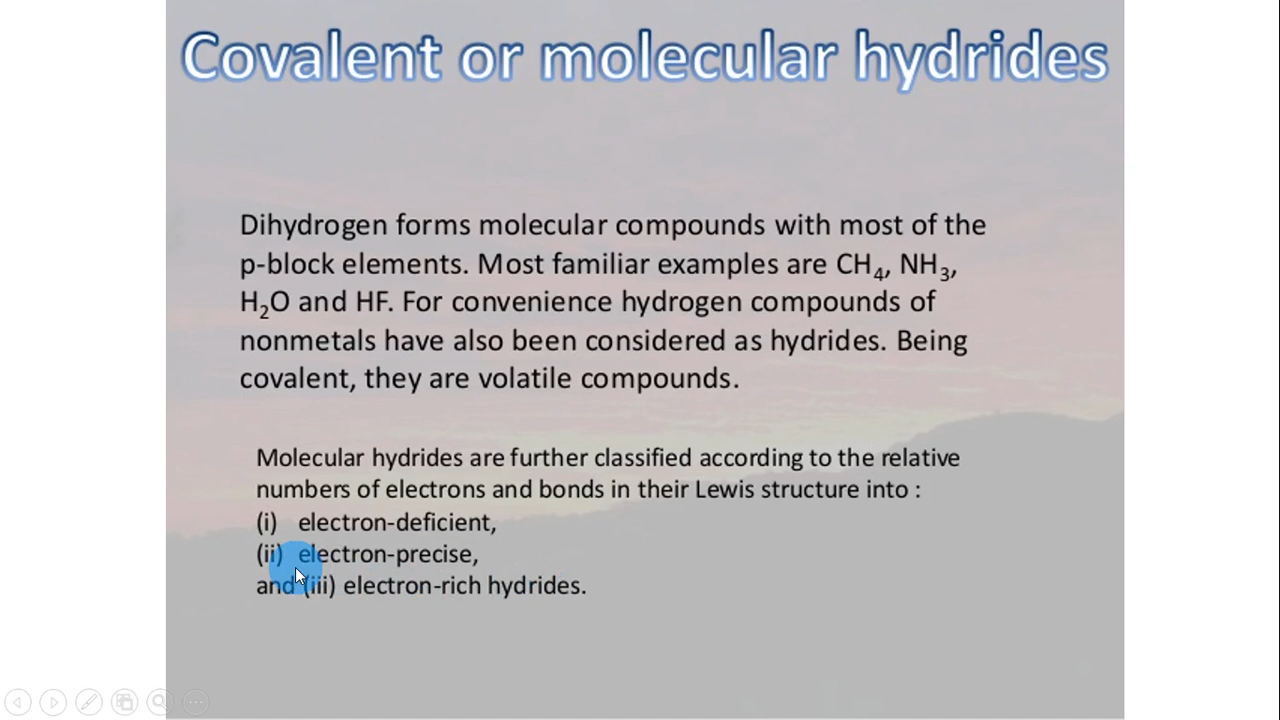 Covalent or molecular hydrides
Dihydrogen forms molecular compounds with most of the
p-block elements. Most familiar examples are CH₄, NH₃,
H₂O and HF. For convenience hydrogen compounds of
nonmetals have also been considered as hydrides. Being
covalent, they are volatile compounds.
Molecular hydrides are further classified according to the relative
numbers of electrons and bonds in their Lewis structure into :
(i) electron-deficient,
(ii) electron-precise,
and (iii) electron-rich hydrides.